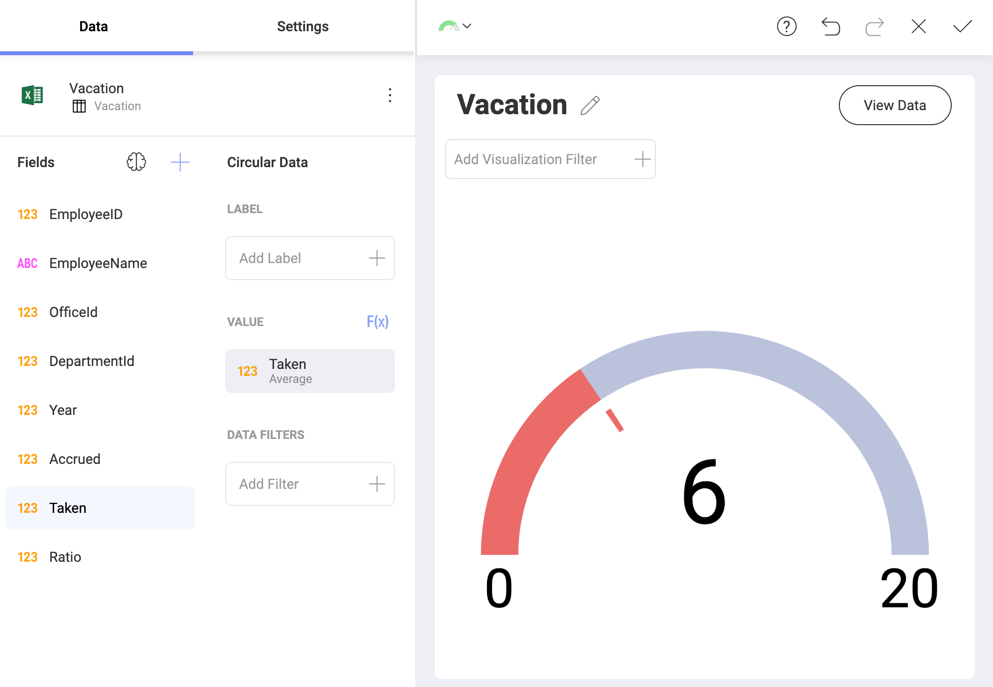 Data
Settings
Vacation
Vacation
Fields
123 EmployeeID
ABC EmployeeName
123 OfficeId
123 DepartmentId
123 Year
123 Accrued
123 Taken
123 Ratio
Circular Data
LABEL
Add Label
VALUE F(x)
123 Taken
Average
DATA FILTERS
Add Filter
Vacation
View Data
Add Visualization Filter
6
0
20